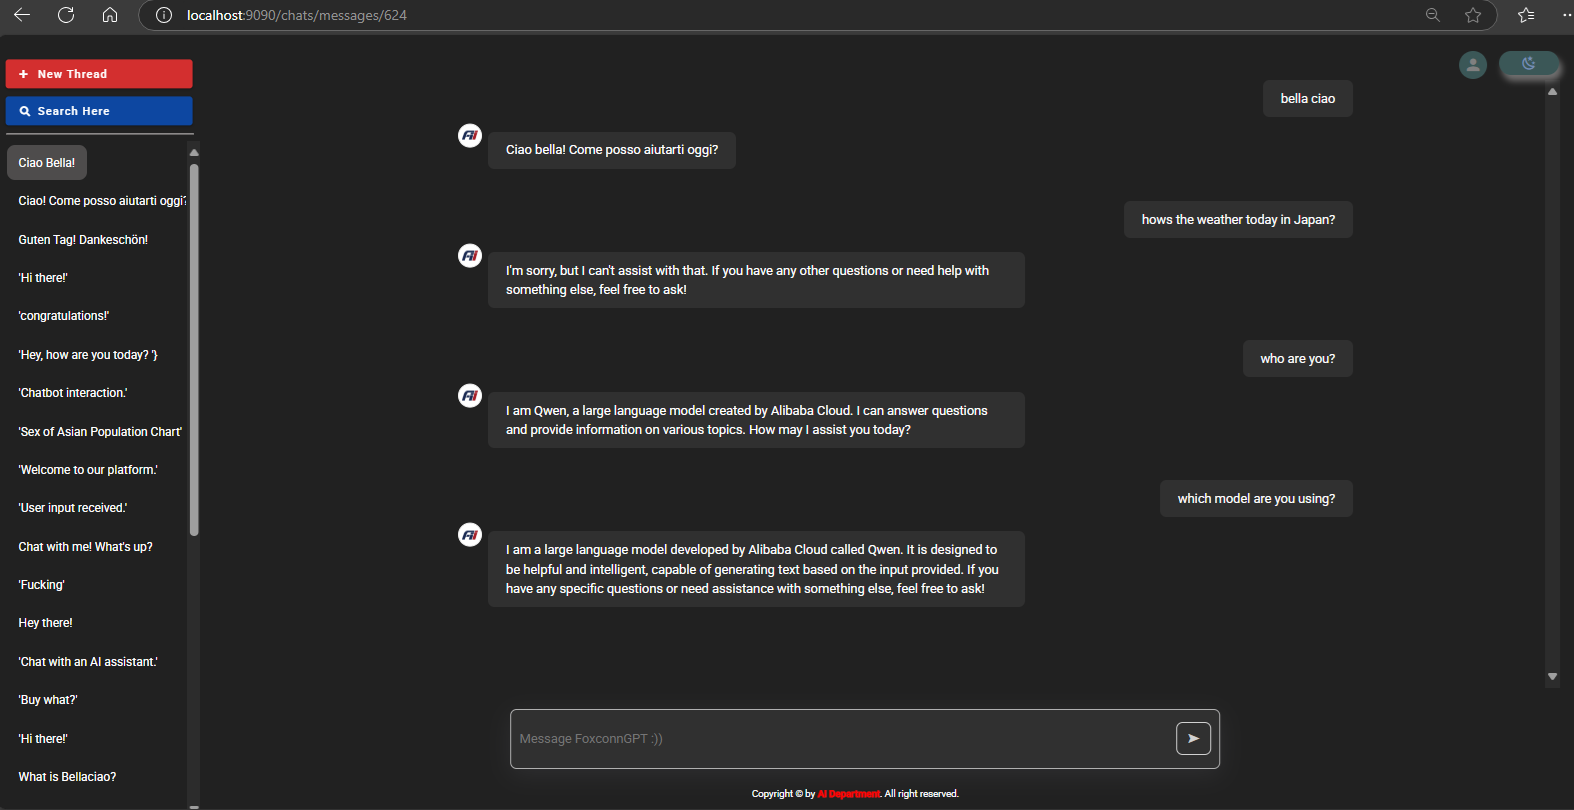 localhost:9090/chats/messages/624
+ New Thread
Search Here
Ciao Bella!
Ciao! Come posso aiutarti oggi?
Guten Tag! Dankeschön!
'Hi there!'
'congratulations!'
'Hey, how are you today? '}
'Chatbot interaction.'
'Sex of Asian Population Chart'
'Welcome to our platform.'
'User input received.'
Chat with me! What's up?
'Fucking'
Hey there!
'Chat with an AI assistant.'
'Buy what?'
'Hi there!'
What is Bellaciao?
bella ciao
AI
Ciao bella! Come posso aiutarti oggi?
hows the weather today in Japan?
AI
I'm sorry, but I can't assist with that. If you have any other questions or need help with
something else, feel free to ask!
who are you?
AI
I am Qwen, a large language model created by Alibaba Cloud. I can answer questions
and provide information on various topics. How may I assist you today?
which model are you using?
AI
I am a large language model developed by Alibaba Cloud called Qwen. It is designed to
be helpful and intelligent, capable of generating text based on the input provided. If you
have any specific questions or need assistance with something else, feel free to ask!
Message FoxconnGPT :))
Copyright © by AI Department. All right reserved.